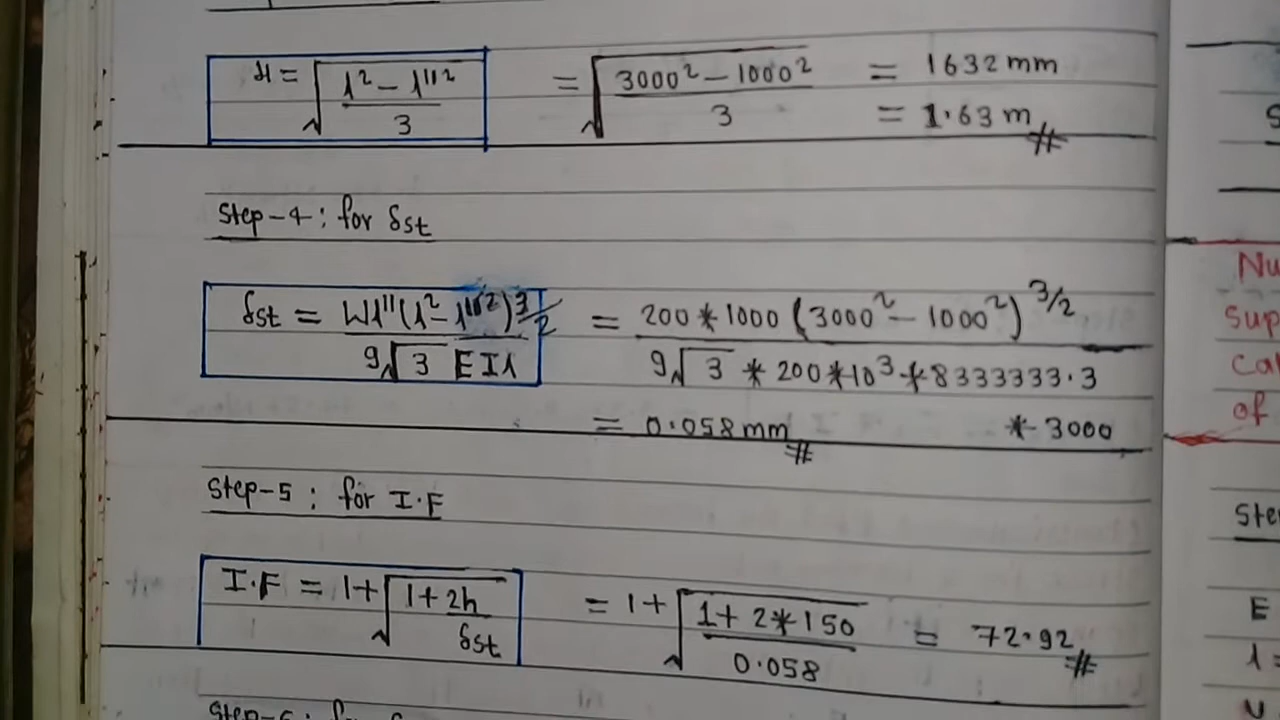 x = √(l² - l"²)/3 = √(3000² - 1000²)/3 = 1632 mm
= 1.63 m
Step-4: for δst
δst = Wl"(l² - l"²)^3/2 / 9√3 EIl = 200 * 1000 (3000² - 1000²)^3/2 / 9√3 * 200 * 10³ * 8333333.3
= 0.058 mm * 3000
Step-5 : for I.F
I.F = 1+√(1+2h/δst) = 1+√(1+2*150/0.058) = 72.92
Nu
Sup
Ca
of
Ste
E
l =